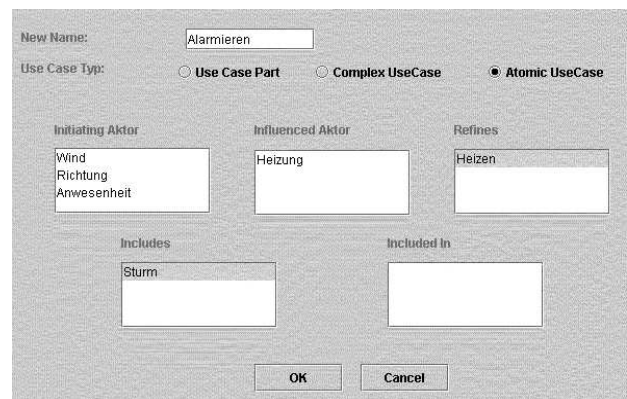 New Name: Alarmieren
Use Case Typ: Use Case Part Complex UseCase Atomic UseCase
Initiating Aktor Influenced Aktor Refines
Wind Heizung Heizen
Richtung
Anwesenheit
Includes Included In
Sturm
OK Cancel